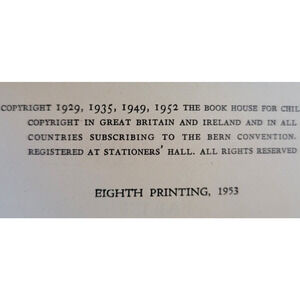 COPYRIGHT 1929, 1935, 1949, 1952 THE BOOK HOUSE FOR CHIL
COPYRIGHT IN GREAT BRITAIN AND IRELAND AND IN ALL
COUNTRIES SUBSCRIBING TO THE BERN CONVENTION.
REGISTERED AT STATIONERS' HALL. ALL RIGHTS RESERVED
EIGHTH PRINTING, 1953